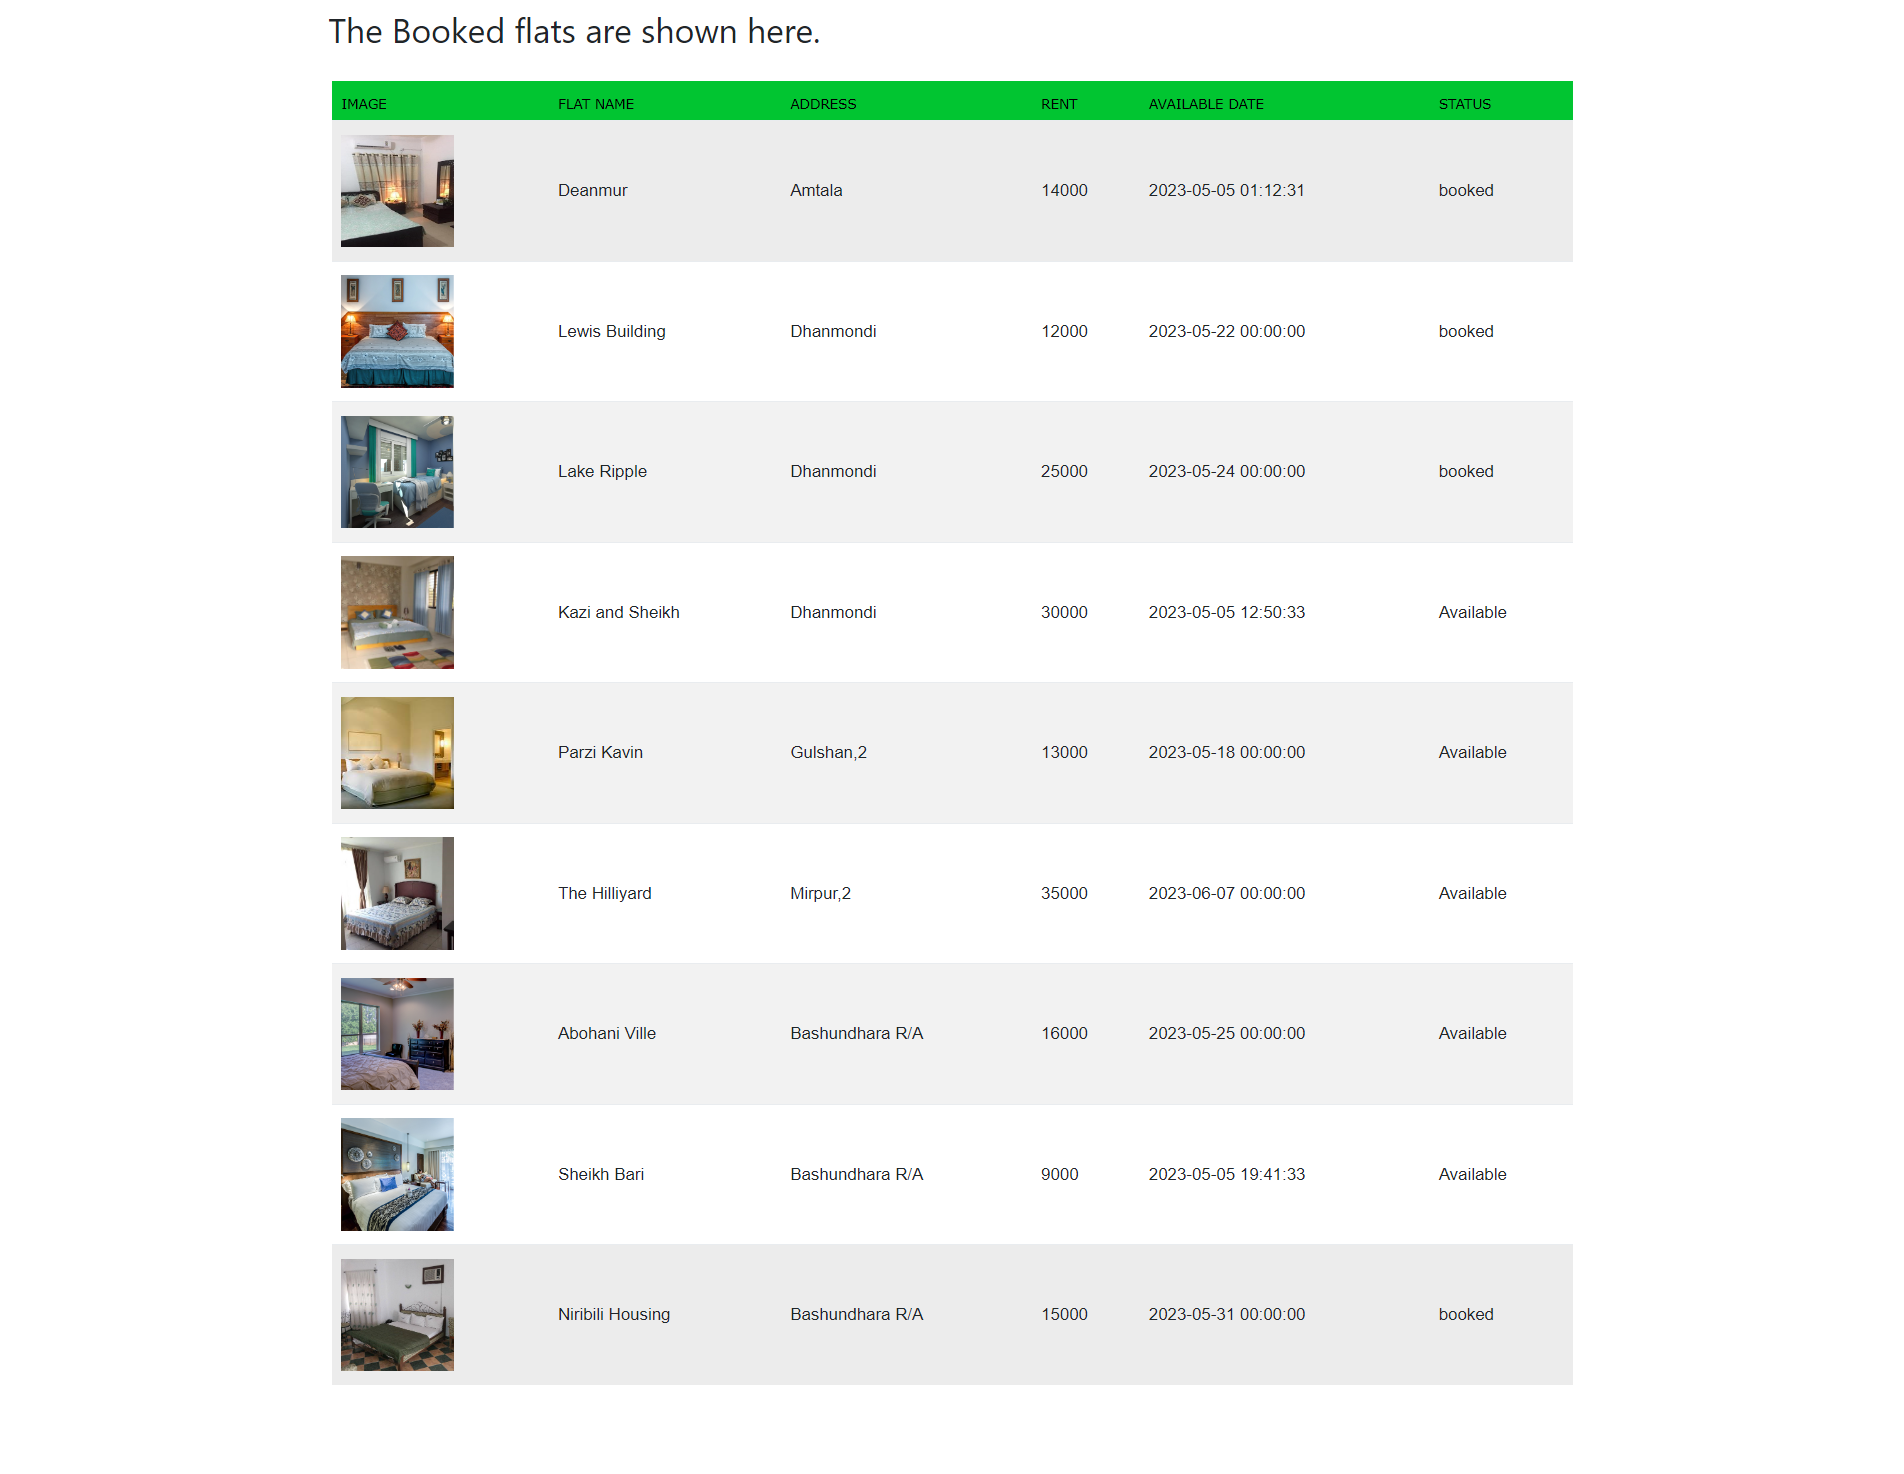 The Booked flats are shown here.
IMAGE FLAT NAME ADDRESS RENT AVAILABLE DATE STATUS
Deanmur Amtala 14000 2023-05-05 01:12:31 booked
Lewis Building Dhanmondi 12000 2023-05-22 00:00:00 booked
Lake Ripple Dhanmondi 25000 2023-05-24 00:00:00 booked
Kazi and Sheikh Dhanmondi 30000 2023-05-05 12:50:33 Available
Parzi Kavin Gulshan,2 13000 2023-05-18 00:00:00 Available
The Hilliyard Mirpur,2 35000 2023-06-07 00:00:00 Available
Abohani Ville Bashundhara R/A 16000 2023-05-25 00:00:00 Available
Sheikh Bari Bashundhara R/A 9000 2023-05-05 19:41:33 Available
Niribili Housing Bashundhara R/A 15000 2023-05-31 00:00:00 booked